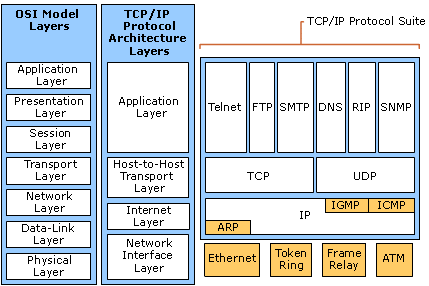 OSI Model
Layers
Application
Layer
Presentation
Layer
Session
Layer
Transport
Layer
Network
Layer
Data-Link
Layer
Physical
Layer
TCP/IP
Protocol
Architecture
Layers
Application
Layer
Host-to-Host
Transport
Layer
Internet
Layer
Network
Interface
Layer
TCP/IP Protocol Suite
Telnet
FTP
SMTP
DNS
RIP
SNMP
TCP
UDP
IP
IGMP
ICMP
ARP
Ethernet
Token
Ring
Frame
Relay
ATM